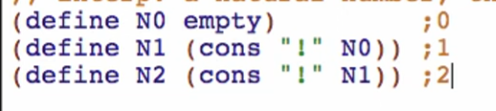 (define N0 empty) ;0
(define N1 (cons "!" N0)) ;1
(define N2 (cons "!" N1)) ;2